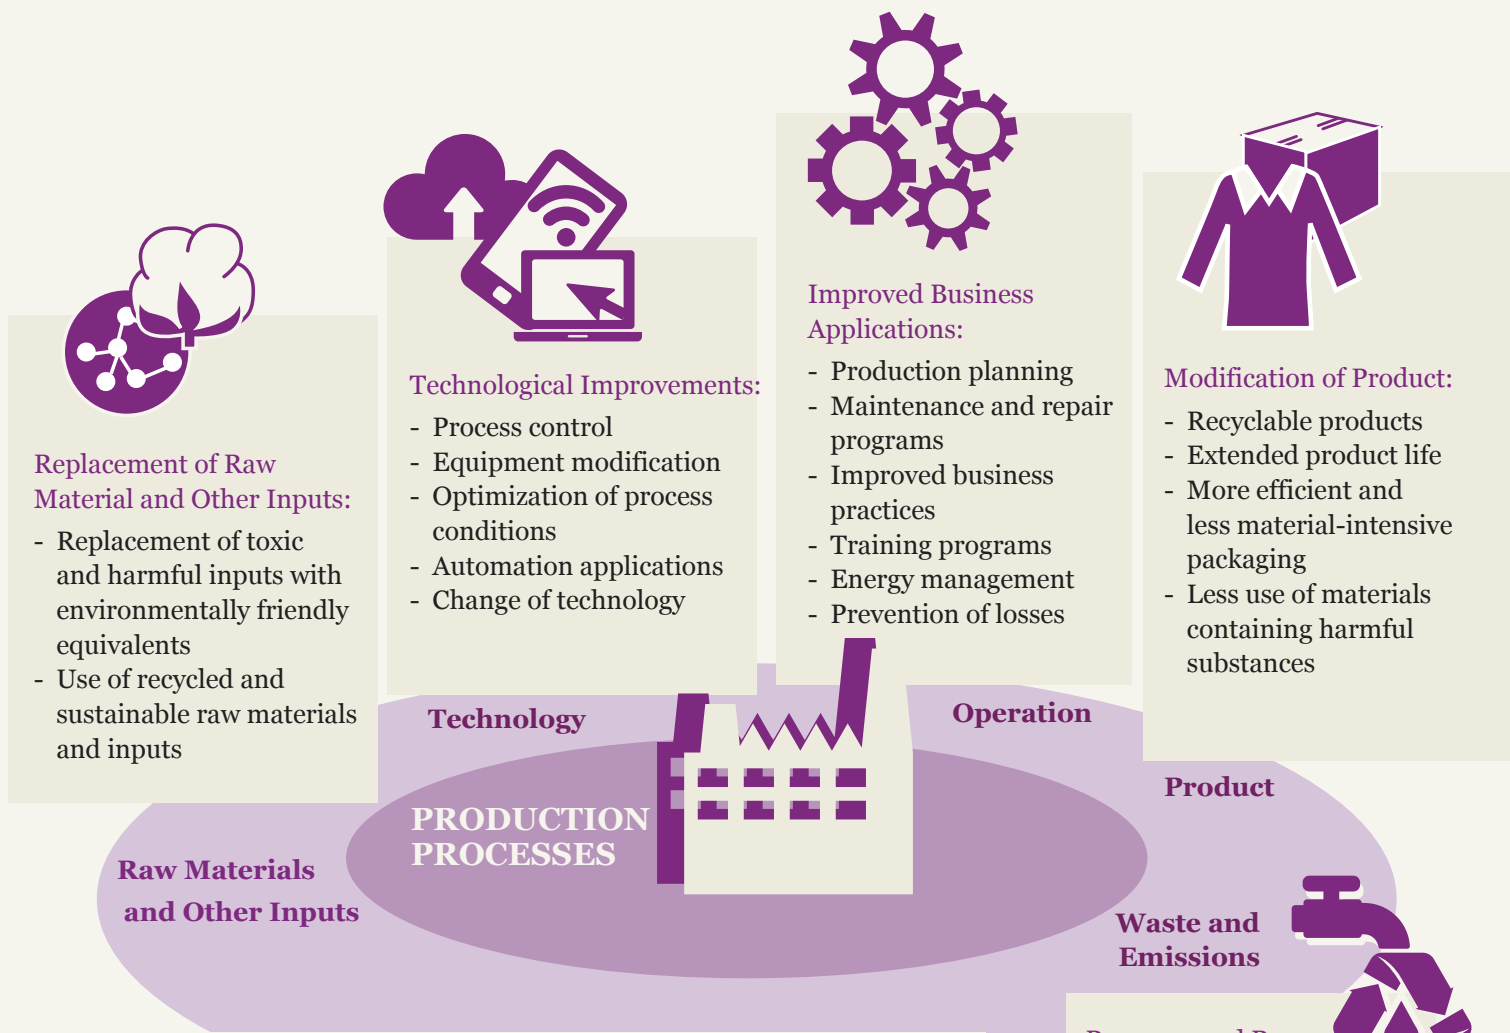 Improved Business
Applications:
- Production planning
- Maintenance and repair
programs
- Improved business
practices
- Training programs
- Energy management
- Prevention of losses
Modification of Product:
- Recyclable products
- Extended product life
- More efficient and
less material-intensive
packaging
- Less use of materials
containing harmful
substances
Technological Improvements:
- Process control
- Equipment modification
- Optimization of process
conditions
- Automation applications
- Change of technology
Replacement of Raw
Material and Other Inputs:
- Replacement of toxic
and harmful inputs with
environmentally friendly
equivalents
- Use of recycled and
sustainable raw materials
and inputs
Technology
Operation
Product
PRODUCTION
PROCESSES
Raw Materials
and Other Inputs
Waste and
Emissions